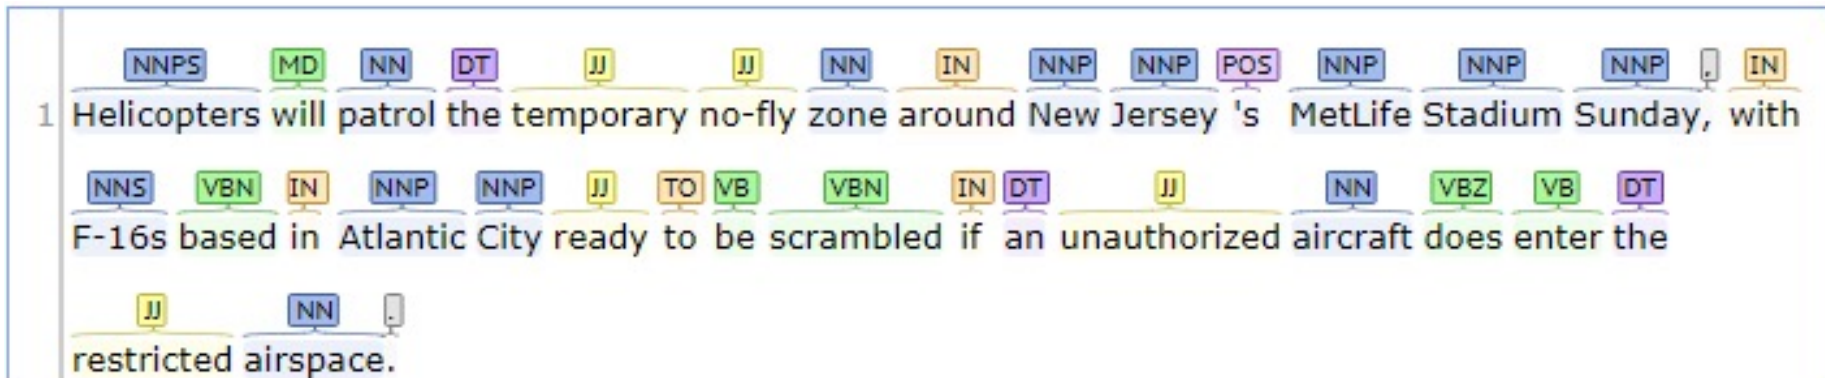 NNPS MD NN DT JJ JJ NN IN NNP NNP POS NNP NNP NNP , IN
1 Helicopters will patrol the temporary no-fly zone around New Jersey 's MetLife Stadium Sunday, with
NNS VBN IN NNP NNP JJ TO VB VBN IN DT JJ NN VBZ VB DT
F-16s based in Atlantic City ready to be scrambled if an unauthorized aircraft does enter the
JJ NN .
restricted airspace.